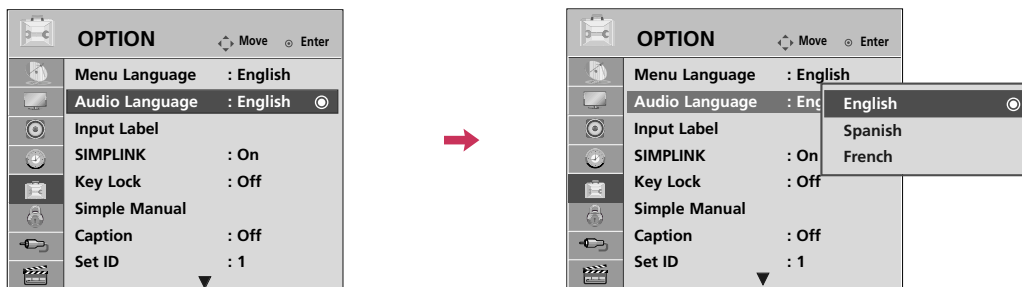 OPTION Move Enter
Menu Language : English
Audio Language : English
Input Label
SIMPLINK : On
Key Lock : Off
Simple Manual
Caption : Off
Set ID : 1
OPTION Move Enter
Menu Language : English
Audio Language : Eng
Input Label
SIMPLINK : On
Key Lock : Off
Simple Manual
Caption : Off
Set ID : 1
English
Spanish
French